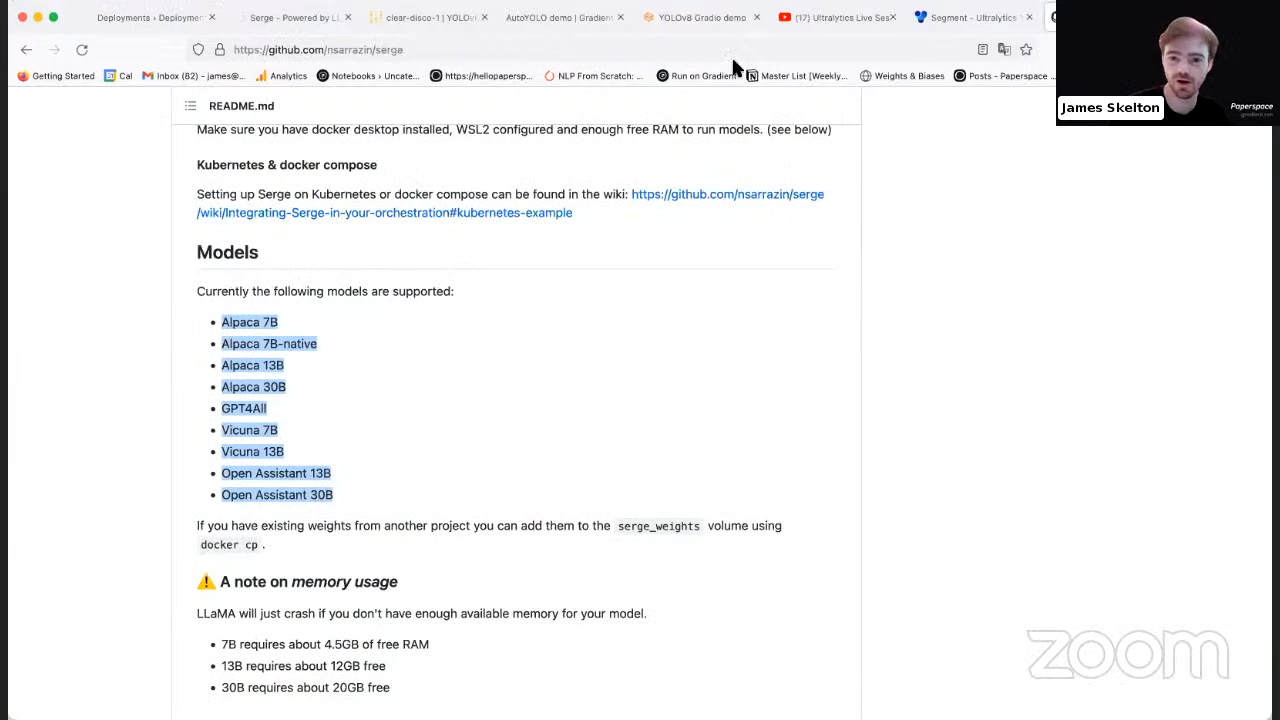 Deployments › Deploymen
Serge - Powered by LL
clear-disco-1 | YOLOv
AutoYOLO demo | Gradient
YOLOv8 Gradio demo
(17) Ultralytics Live Ses
Segment - Ultralytics
https://github.com/nsarrazin/serge
Getting Started
Cal
Inbox (82) - james@...
Analytics
Notebooks › Uncate...
https://hellopapersp...
NLP From Scratch: ...
Run on Gradient
Master List [Weekly...
Weights & Biases
Posts - Paperspace ...
James Skelton
Paperspace
README.md
Make sure you have docker desktop installed, WSL2 configured and enough free RAM to run models. (see below)
Kubernetes & docker compose
Setting up Serge on Kubernetes or docker compose can be found in the wiki: https://github.com/nsarrazin/serge
/wiki/Integrating-Serge-in-your-orchestration#kubernetes-example
Models
Currently the following models are supported:
• Alpaca 7B
• Alpaca 7B-native
• Alpaca 13B
• Alpaca 30B
• GPT4All
• Vicuna 7B
• Vicuna 13B
• Open Assistant 13B
• Open Assistant 30B
If you have existing weights from another project you can add them to the serge_weights volume using
docker cp .
⚠️ A note on memory usage
LLaMA will just crash if you don't have enough available memory for your model.
• 7B requires about 4.5GB of free RAM
• 13B requires about 12GB free
• 30B requires about 20GB free
zoom